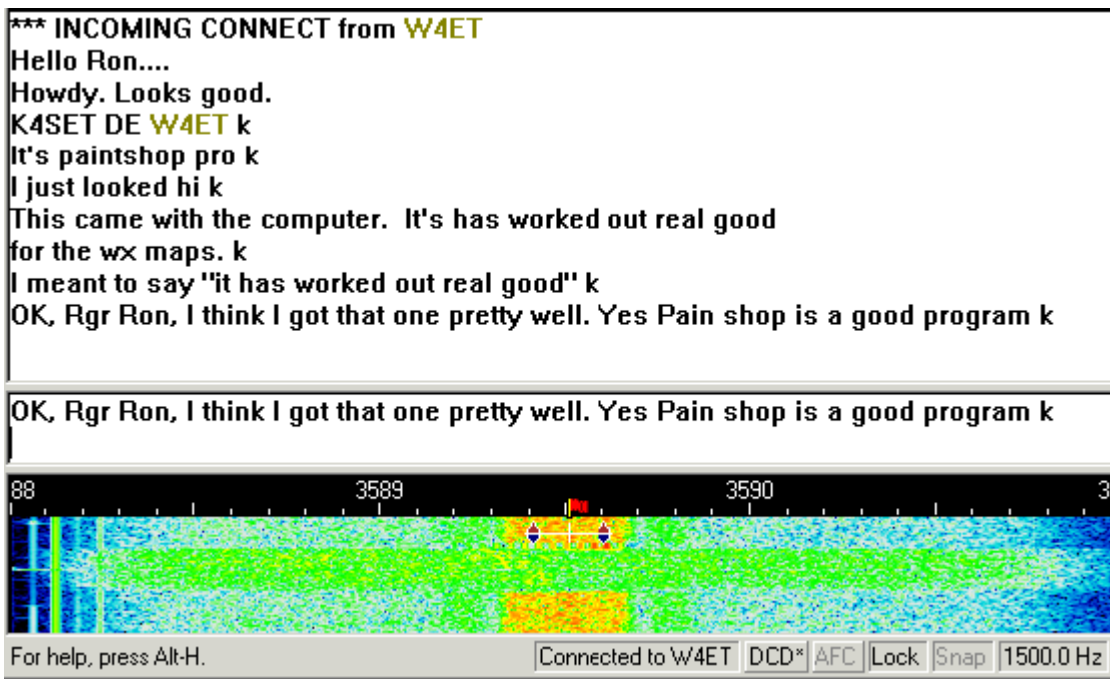 *** INCOMING CONNECT from W4ET
Hello Ron....
Howdy. Looks good.
K4SET DE W4ET k
It's paintshop pro k
I just looked hi k
This came with the computer.  It's has worked out real good
for the wx maps. k
I meant to say "it has worked out real good" k
OK, Rgr Ron, I think I got that one pretty well. Yes Pain shop is a good program k
OK, Rgr Ron, I think I got that one pretty well. Yes Pain shop is a good program k
88 3589 3590 3
For help, press Alt-H. Connected to W4ET DCD* AFC Lock Snap 1500.0 Hz